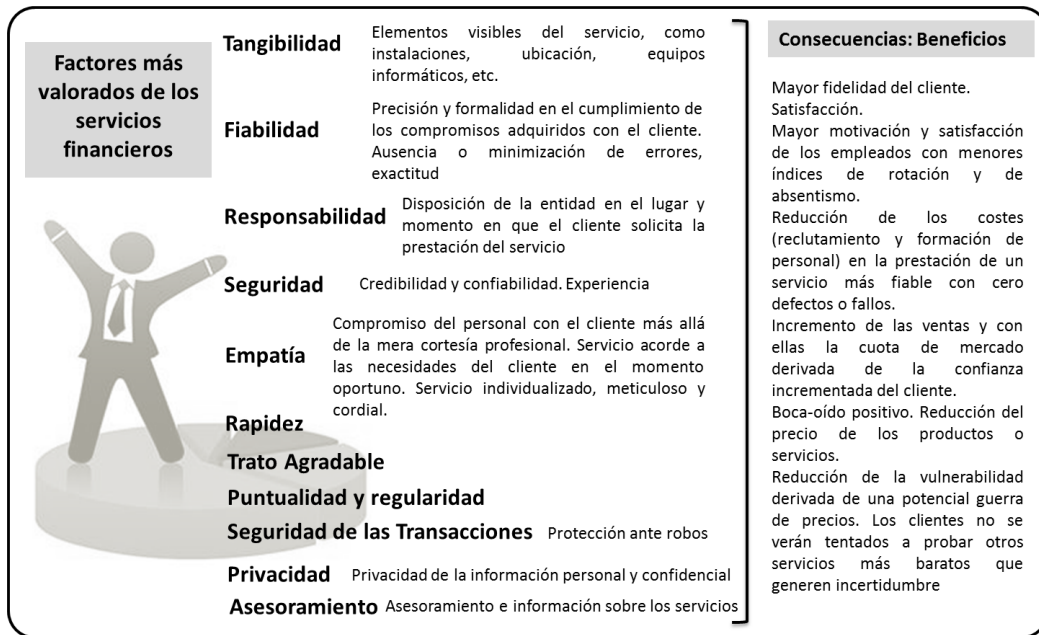 Factores más
valorados de los
servicios
financieros
Tangibilidad
Elementos visibles del servicio, como
instalaciones, ubicación, equipos
informáticos, etc.
Fiabilidad
Precisión y formalidad en el cumplimiento de
los compromisos adquiridos con el cliente.
Ausencia o minimización de errores,
exactitud
Responsabilidad
Disposición de la entidad en el lugar y
momento en que el cliente solicita la
prestación del servicio
Seguridad
Credibilidad y confiabilidad. Experiencia
Empatía
Compromiso del personal con el cliente más allá
de la mera cortesía profesional. Servicio acorde a
las necesidades del cliente en el momento
oportuno. Servicio individualizado, meticuloso y
cordial.
Rapidez
Trato Agradable
Puntualidad y regularidad
Seguridad de las Transacciones
Protección ante robos
Privacidad
Privacidad de la información personal y confidencial
Asesoramiento
Asesoramiento e información sobre los servicios
Consecuencias: Beneficios
Mayor fidelidad del cliente.
Satisfacción.
Mayor motivación y satisfacción
de los empleados con menores
índices de rotación y de
absentismo.
Reducción de los costes
(reclutamiento y formación de
personal) en la prestación de un
servicio más fiable con cero
defectos o fallos.
Incremento de las ventas y con
ellas la cuota de mercado
derivada de la confianza
incrementada del cliente.
Boca-oído positivo. Reducción del
precio de los productos o
servicios.
Reducción de la vulnerabilidad
derivada de una potencial guerra
de precios. Los clientes no se
verán tentados a probar otros
servicios más baratos que
generen incertidumbre